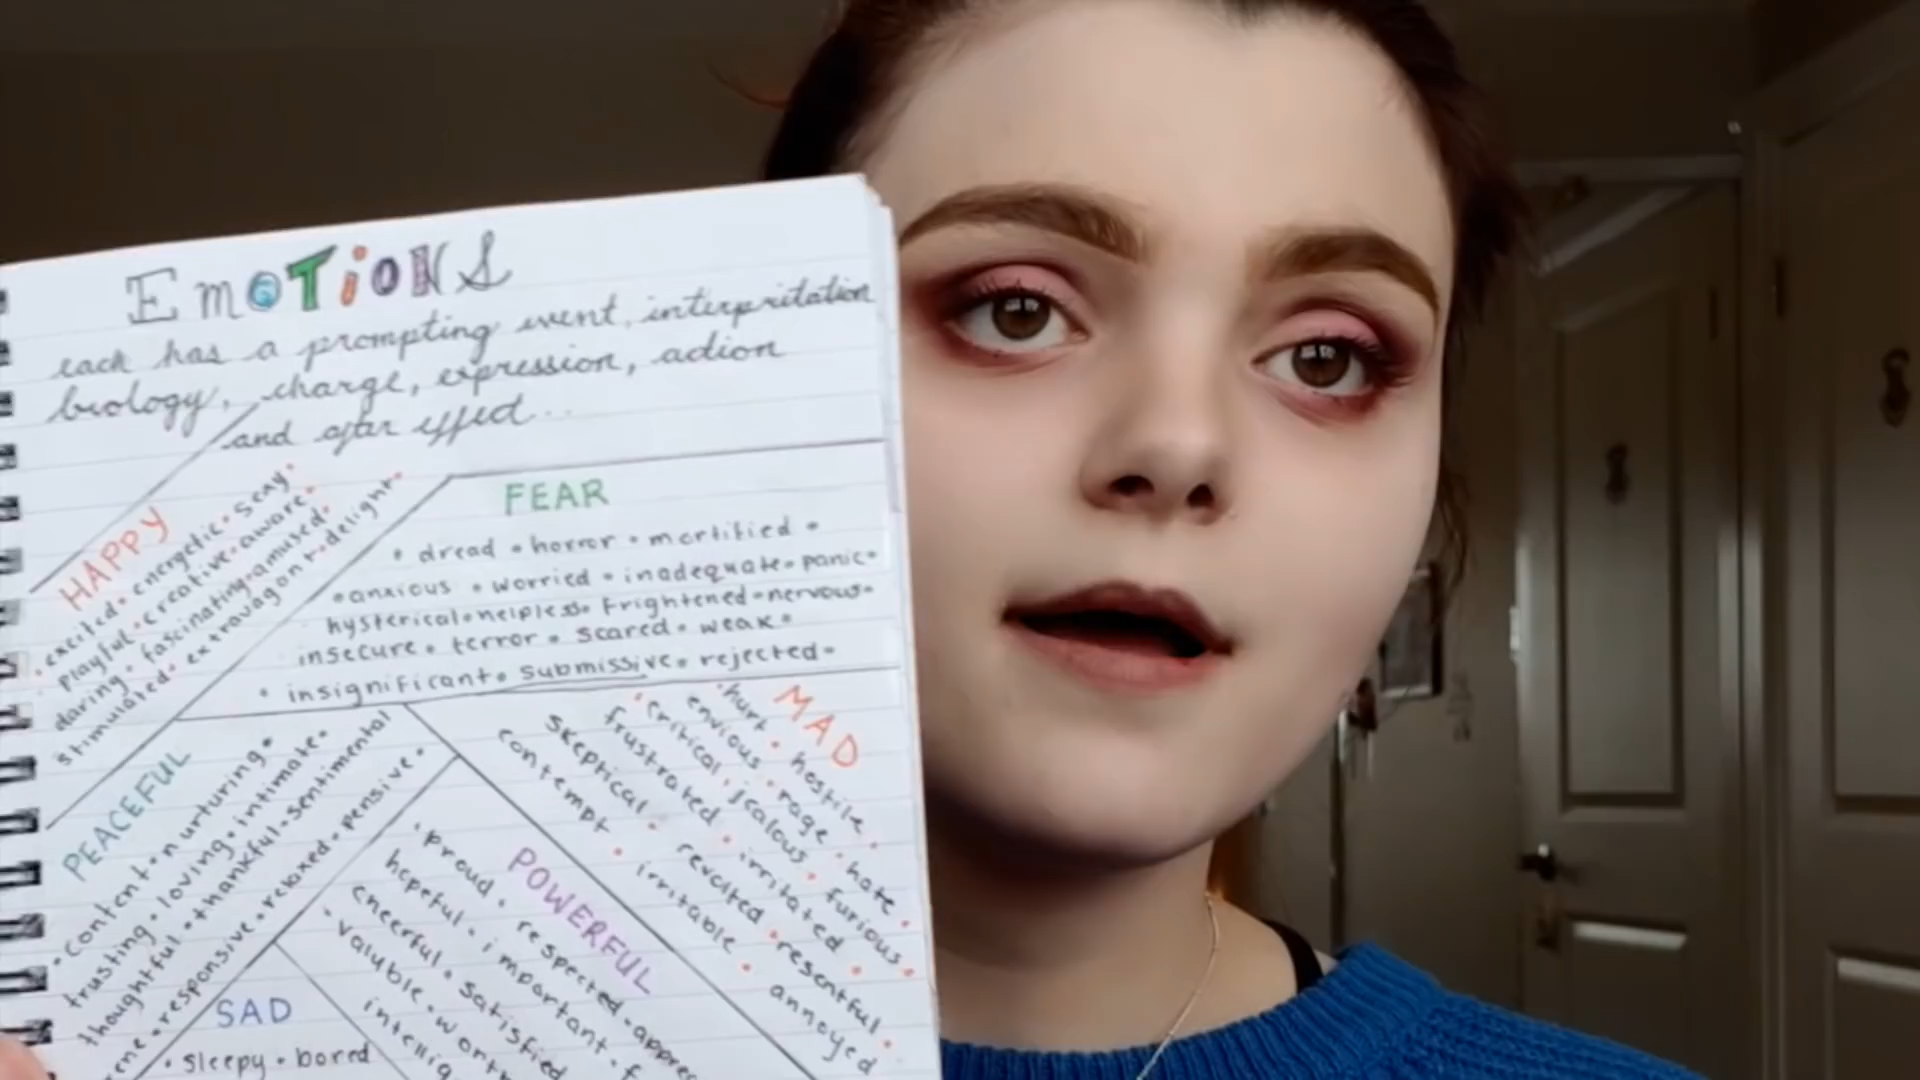 EmOTiONS
each has a prompting event, interpritation
biology, charge, expression, action
and after effect...
HAPPY
• excited • energetic • sexy •
playful • creative • aware •
daring • fascinating • amused •
stimulated • extravagant • delight •
FEAR
• dread • horror • mortified •
• anxious • worried • inadequate • panic •
hysterical • helpless • frightened • nervous •
insecure • terror • scared • weak •
• insignificant • submissive • rejected •
MAD
• hurt • hostile •
envious • rage • hate •
• critical • jealous • furious •
frustrated • irritated •
skeptical • resentful •
contempt • irritable • annoyed
PEACEFUL
• content • nurturing •
trusting • loving • intimate •
thoughtful • thankful • sentimental
• responsive • relaxed • pensive •
POWERFUL
• proud • respected •
hopeful • important •
cheerful • satisfied
• valuble •
SAD
• sleepy • bored